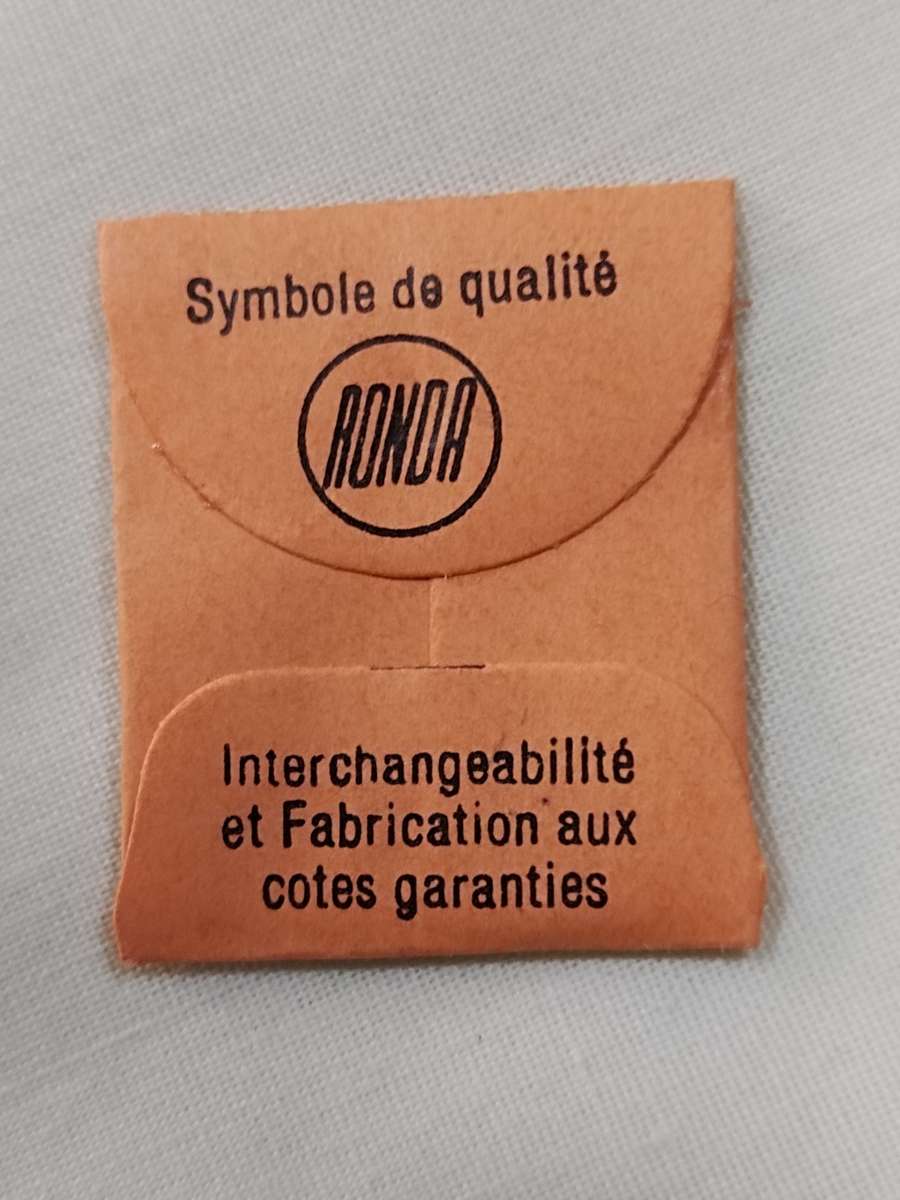 Symbole de qualité
RONDA
Interchangeabilité
et Fabrication aux
cotes garanties